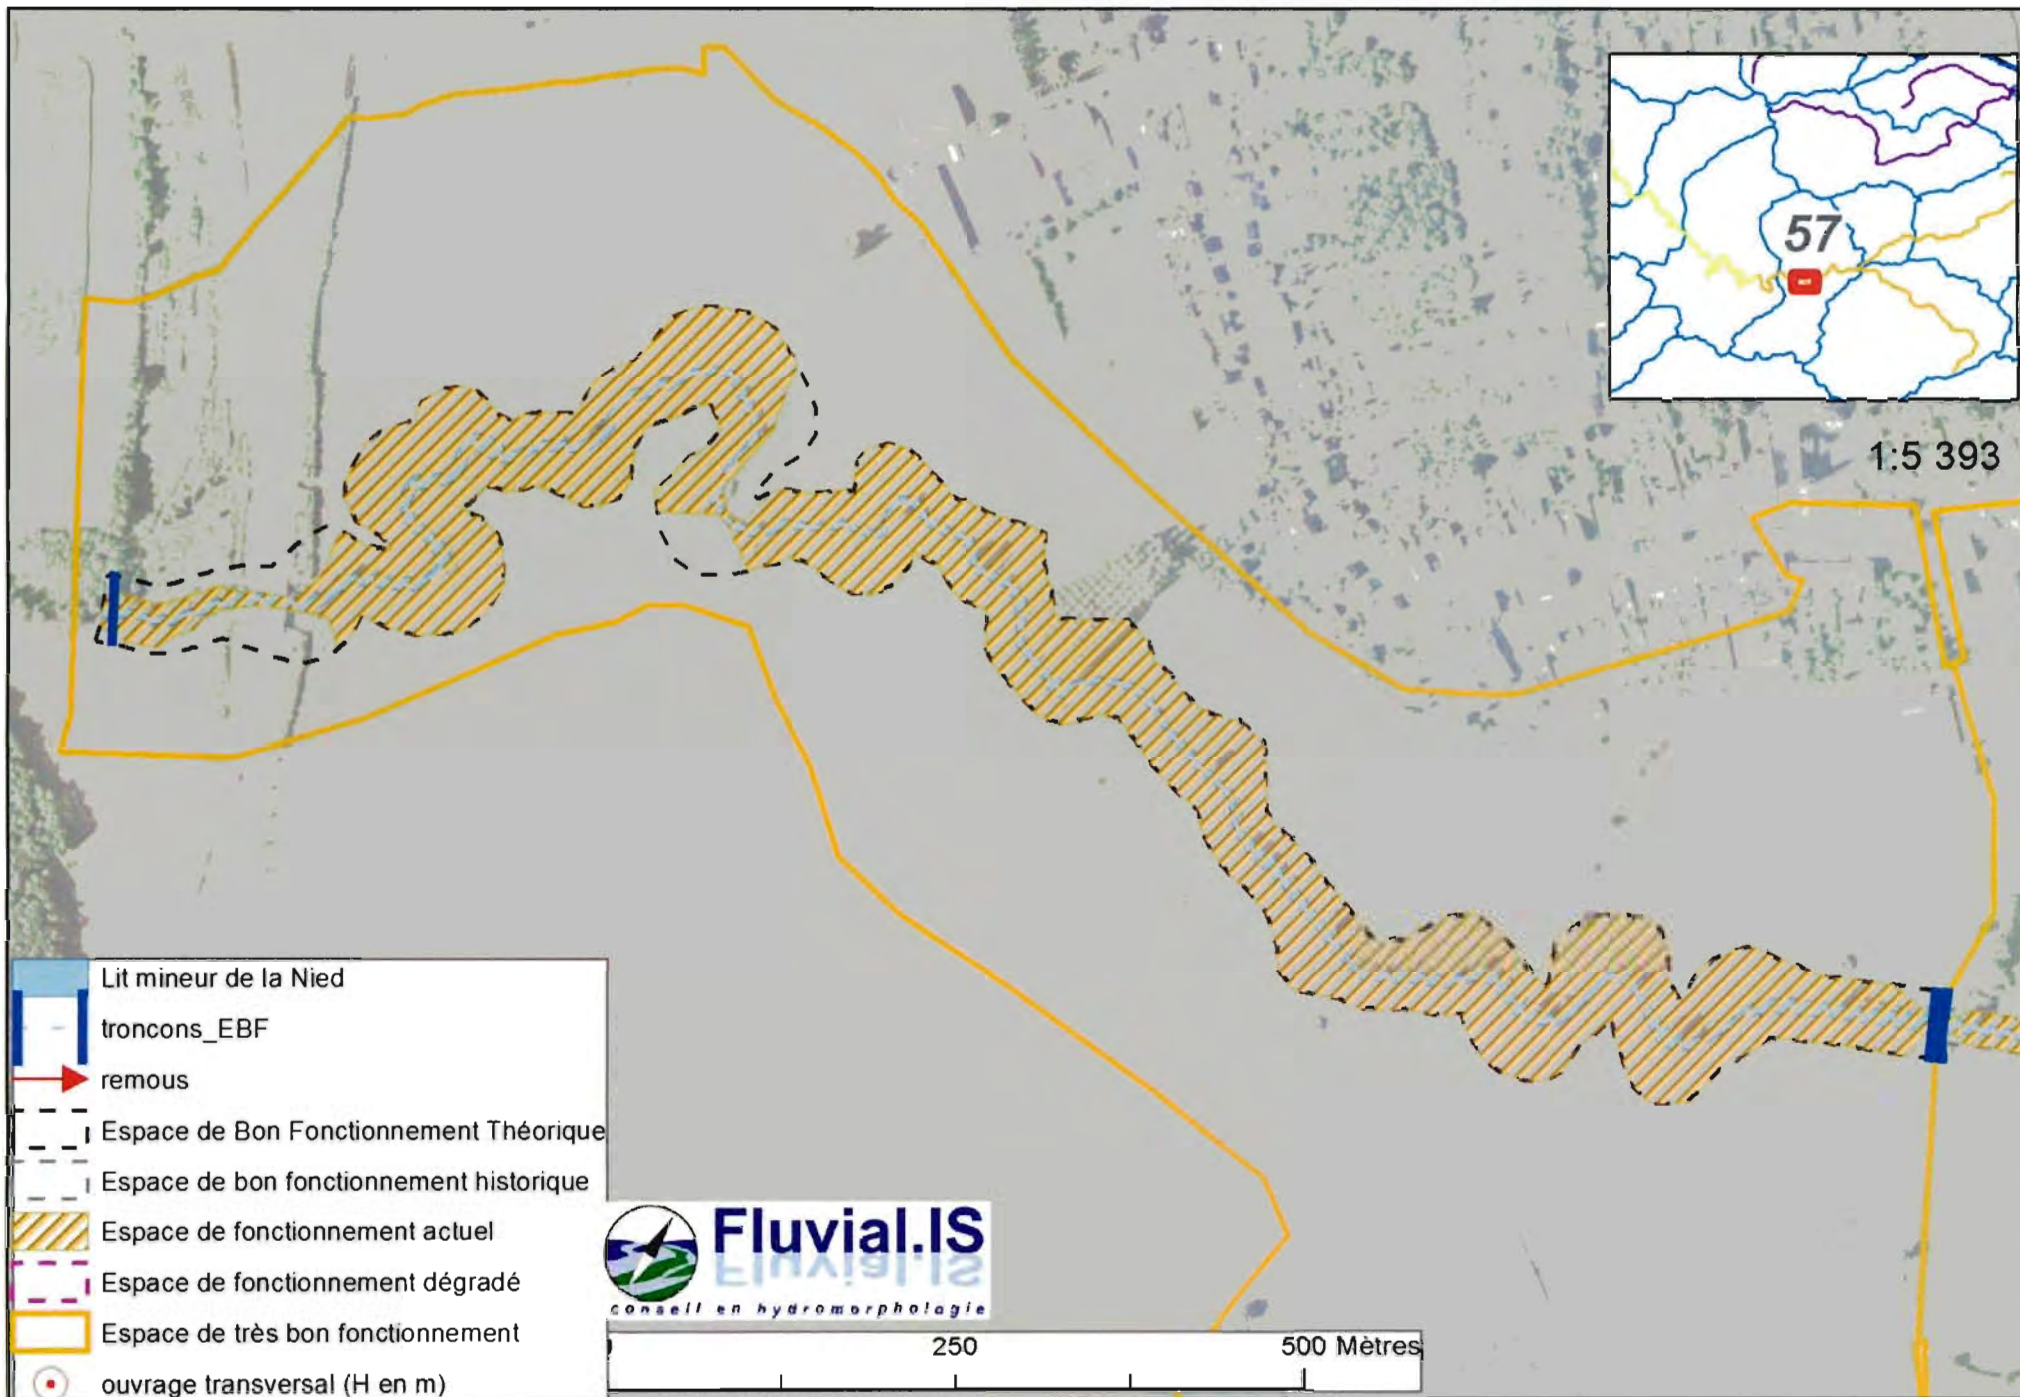 57
1:5 393
Lit mineur de la Nied
troncons_EBF
remous
Espace de Bon Fonctionnement Théorique
Espace de bon fonctionnement historique
Espace de fonctionnement actuel
Espace de fonctionnement dégradé
Espace de très bon fonctionnement
ouvrage transversal (H en m)
Fluvial.IS
conseil en hydromorphologie
250
500 Mètres